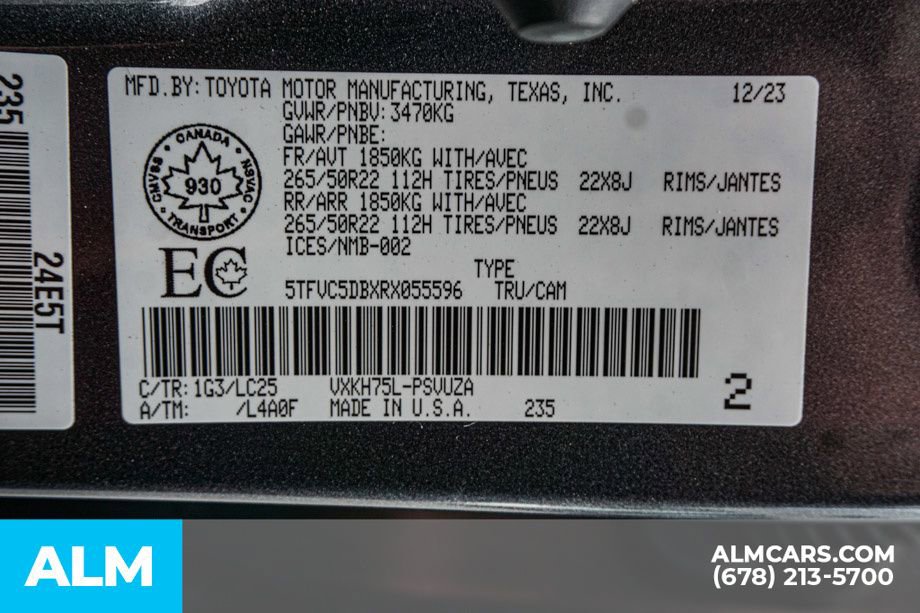 235
24E5T
MFD.BY: TOYOTA MOTOR MANUFACTURING, TEXAS, INC. 12/23
GVWR/PNBV: 3470KG
GAWR/PNBE:
FR/AVT 1850KG WITH/AVEC
265/50R22 112H TIRES/PNEUS 22X8J RIMS/JANTES
RR/ARR 1850KG WITH/AVEC
265/50R22 112H TIRES/PNEUS 22X8J RIMS/JANTES
ICES/NMB-002
CANADA
CMVSS
NSVAC
930
TRANSPORT
EC
TYPE
5TFVC5DBXRX055596 TRU/CAM
C/TR: 1G3/LC25 VXKH75L-PSVUZA
A/TM: /L4A0F MADE IN U.S.A. 235
2
ALM
ALMCARS.COM
(678) 213-5700